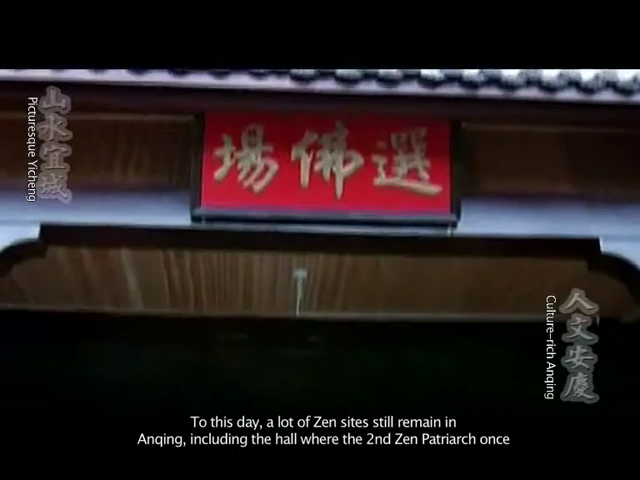 山水宜城
Picturesque Yicheng
場佛選
人文安慶
Culture-rich Anqing
To this day, a lot of Zen sites still remain in
Anqing, including the hall where the 2nd Zen Patriarch once